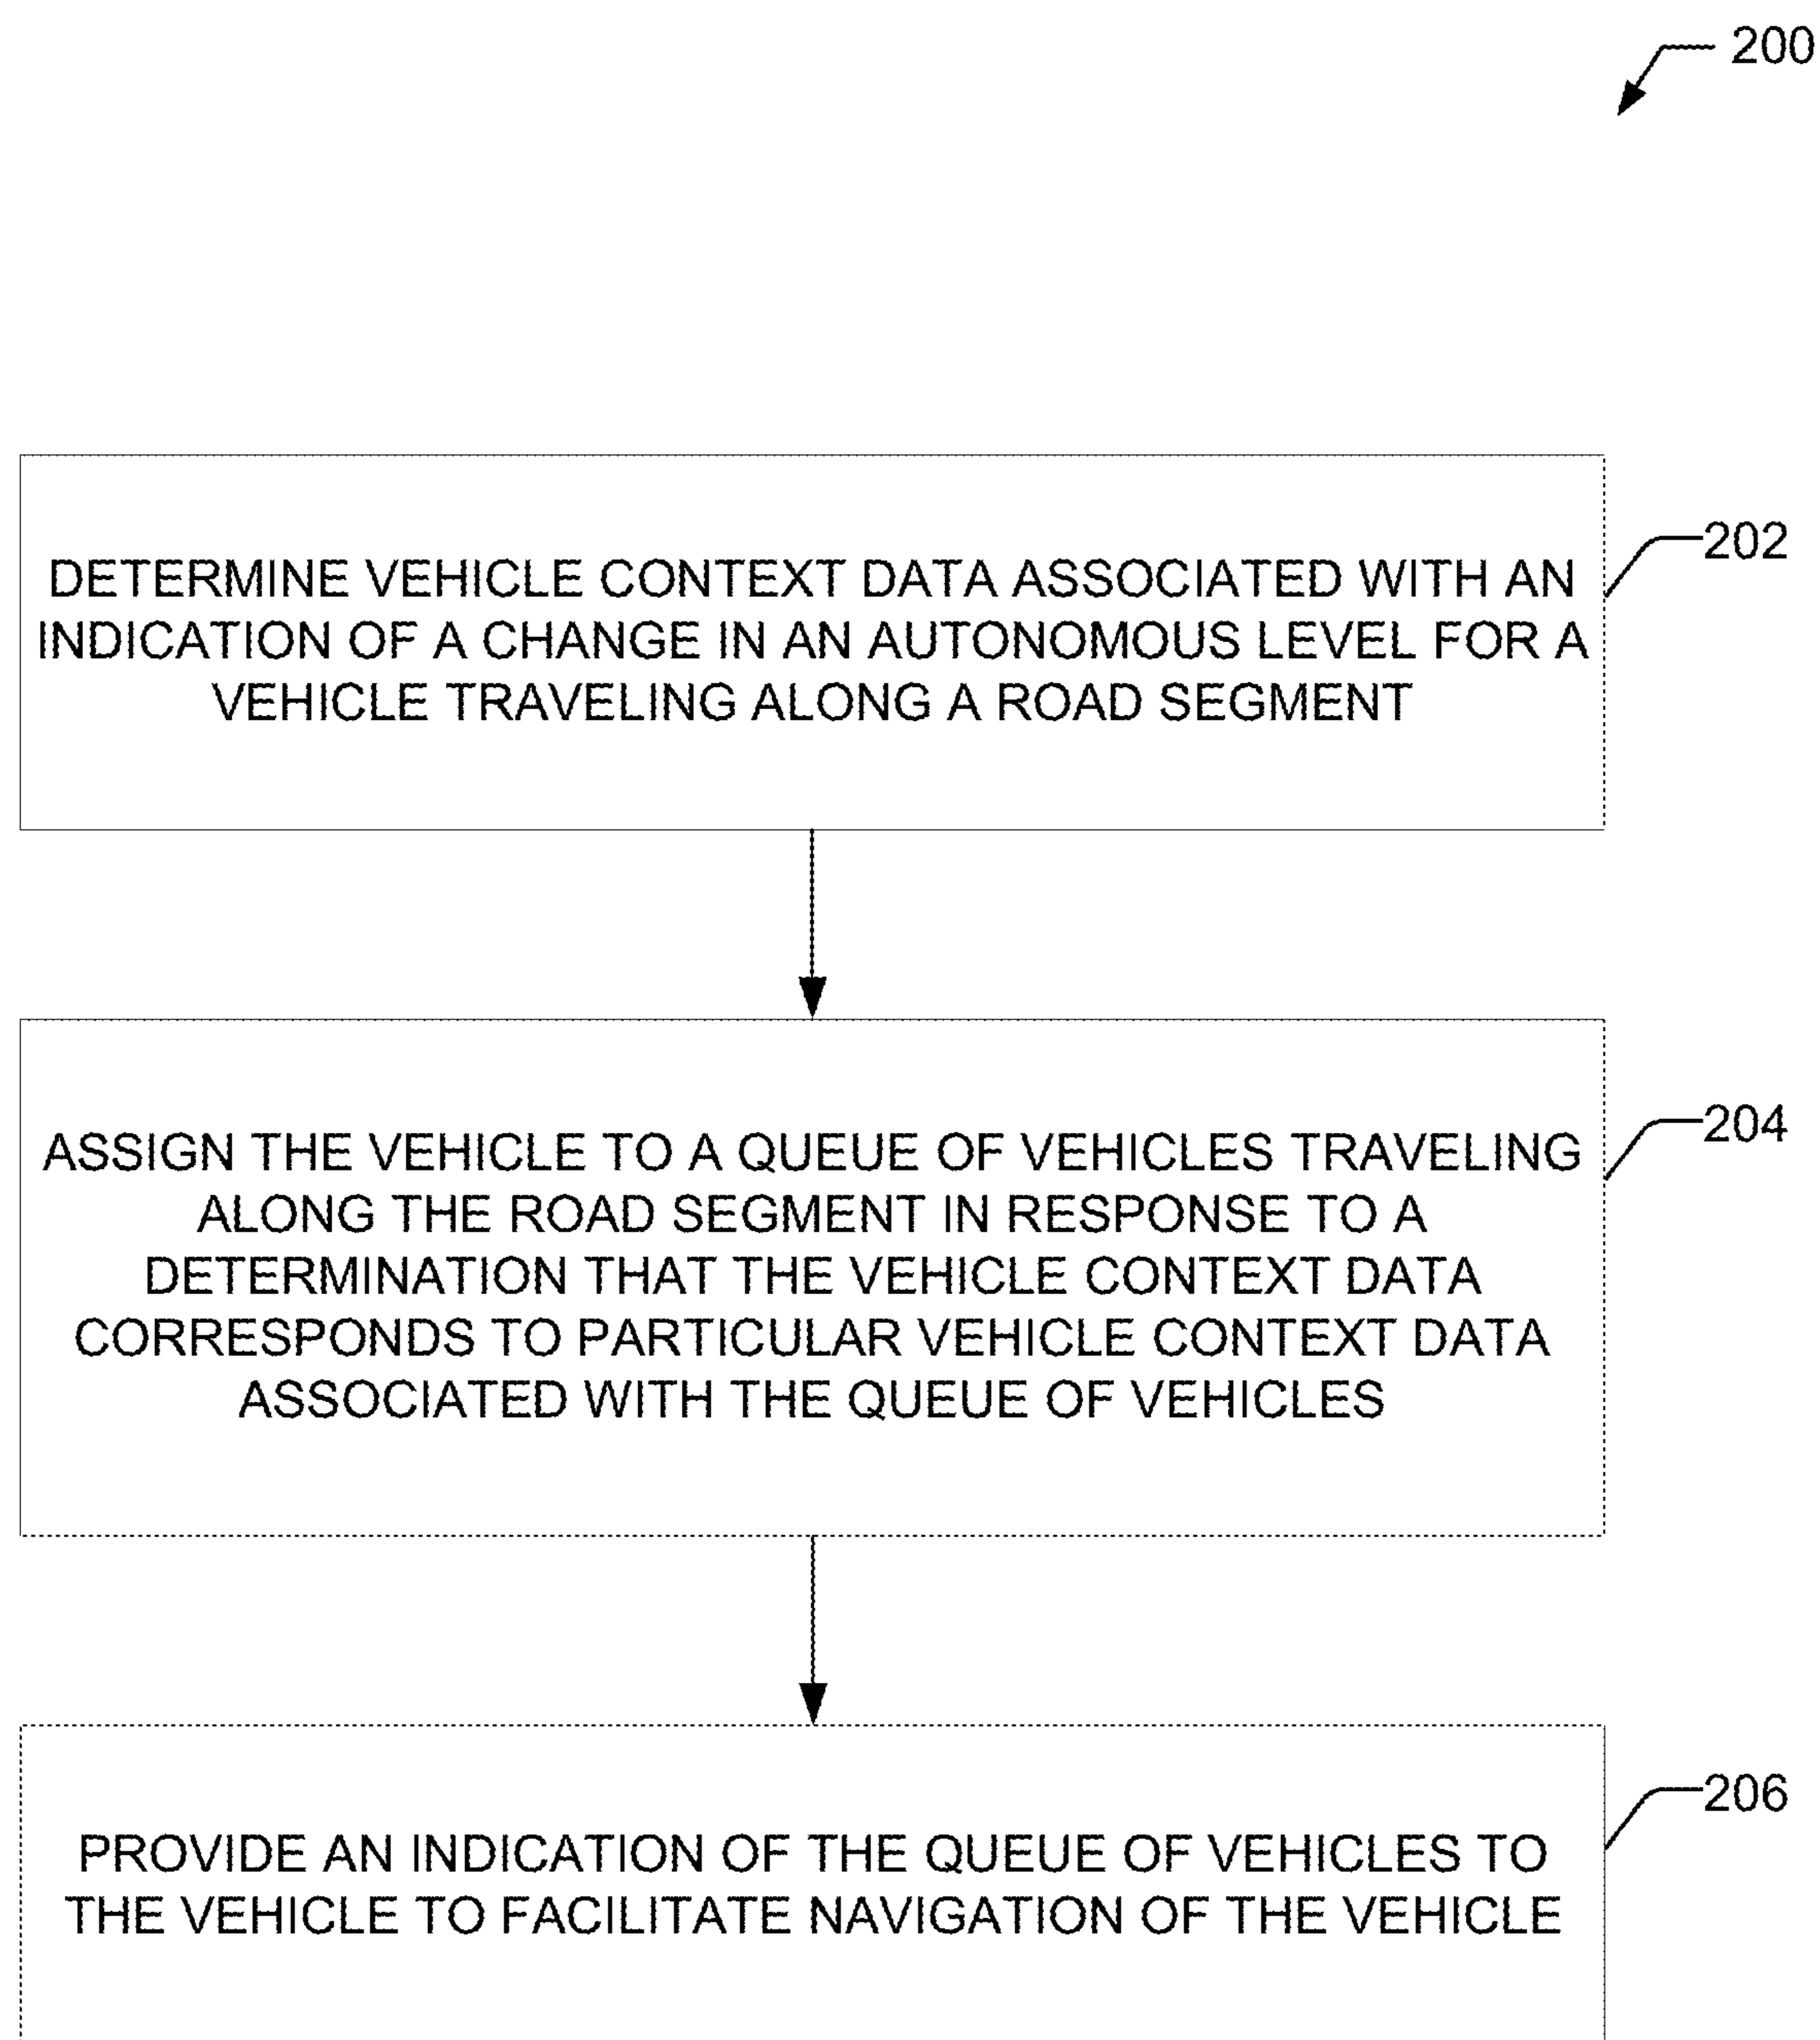 200
DETERMINE VEHICLE CONTEXT DATA ASSOCIATED WITH AN
INDICATION OF A CHANGE IN AN AUTONOMOUS LEVEL FOR A
VEHICLE TRAVELING ALONG A ROAD SEGMENT
202
ASSIGN THE VEHICLE TO A QUEUE OF VEHICLES TRAVELING
ALONG THE ROAD SEGMENT IN RESPONSE TO A
DETERMINATION THAT THE VEHICLE CONTEXT DATA
CORRESPONDS TO PARTICULAR VEHICLE CONTEXT DATA
ASSOCIATED WITH THE QUEUE OF VEHICLES
204
PROVIDE AN INDICATION OF THE QUEUE OF VEHICLES TO
THE VEHICLE TO FACILITATE NAVIGATION OF THE VEHICLE
206